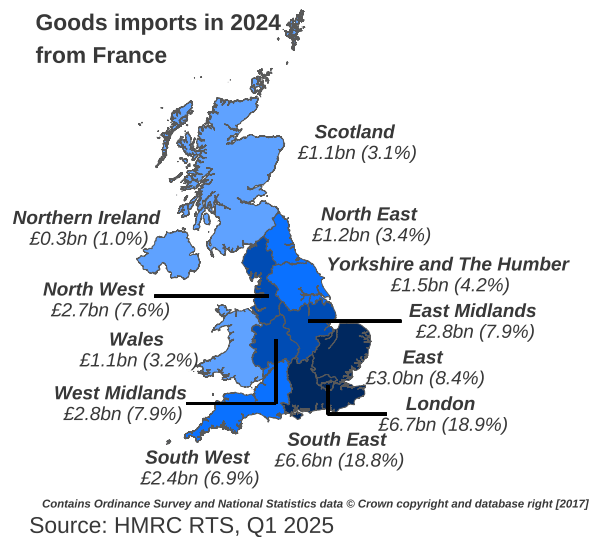 Goods imports in 2024
from France
Scotland
£1.1bn (3.1%)
Northern Ireland
£0.3bn (1.0%)
North East
£1.2bn (3.4%)
Yorkshire and The Humber
£1.5bn (4.2%)
North West
£2.7bn (7.6%)
East Midlands
£2.8bn (7.9%)
Wales
£1.1bn (3.2%)
East
£3.0bn (8.4%)
West Midlands
£2.8bn (7.9%)
London
£6.7bn (18.9%)
South East
£6.6bn (18.8%)
South West
£2.4bn (6.9%)
Contains Ordinance Survey and National Statistics data © Crown copyright and database right [2017]
Source: HMRC RTS, Q1 2025